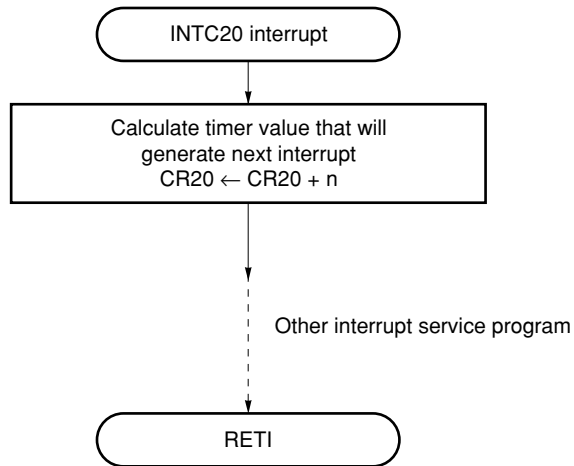 INTC20 interrupt
Calculate timer value that will
generate next interrupt
CR20 ← CR20 + n
Other interrupt service program
RETI